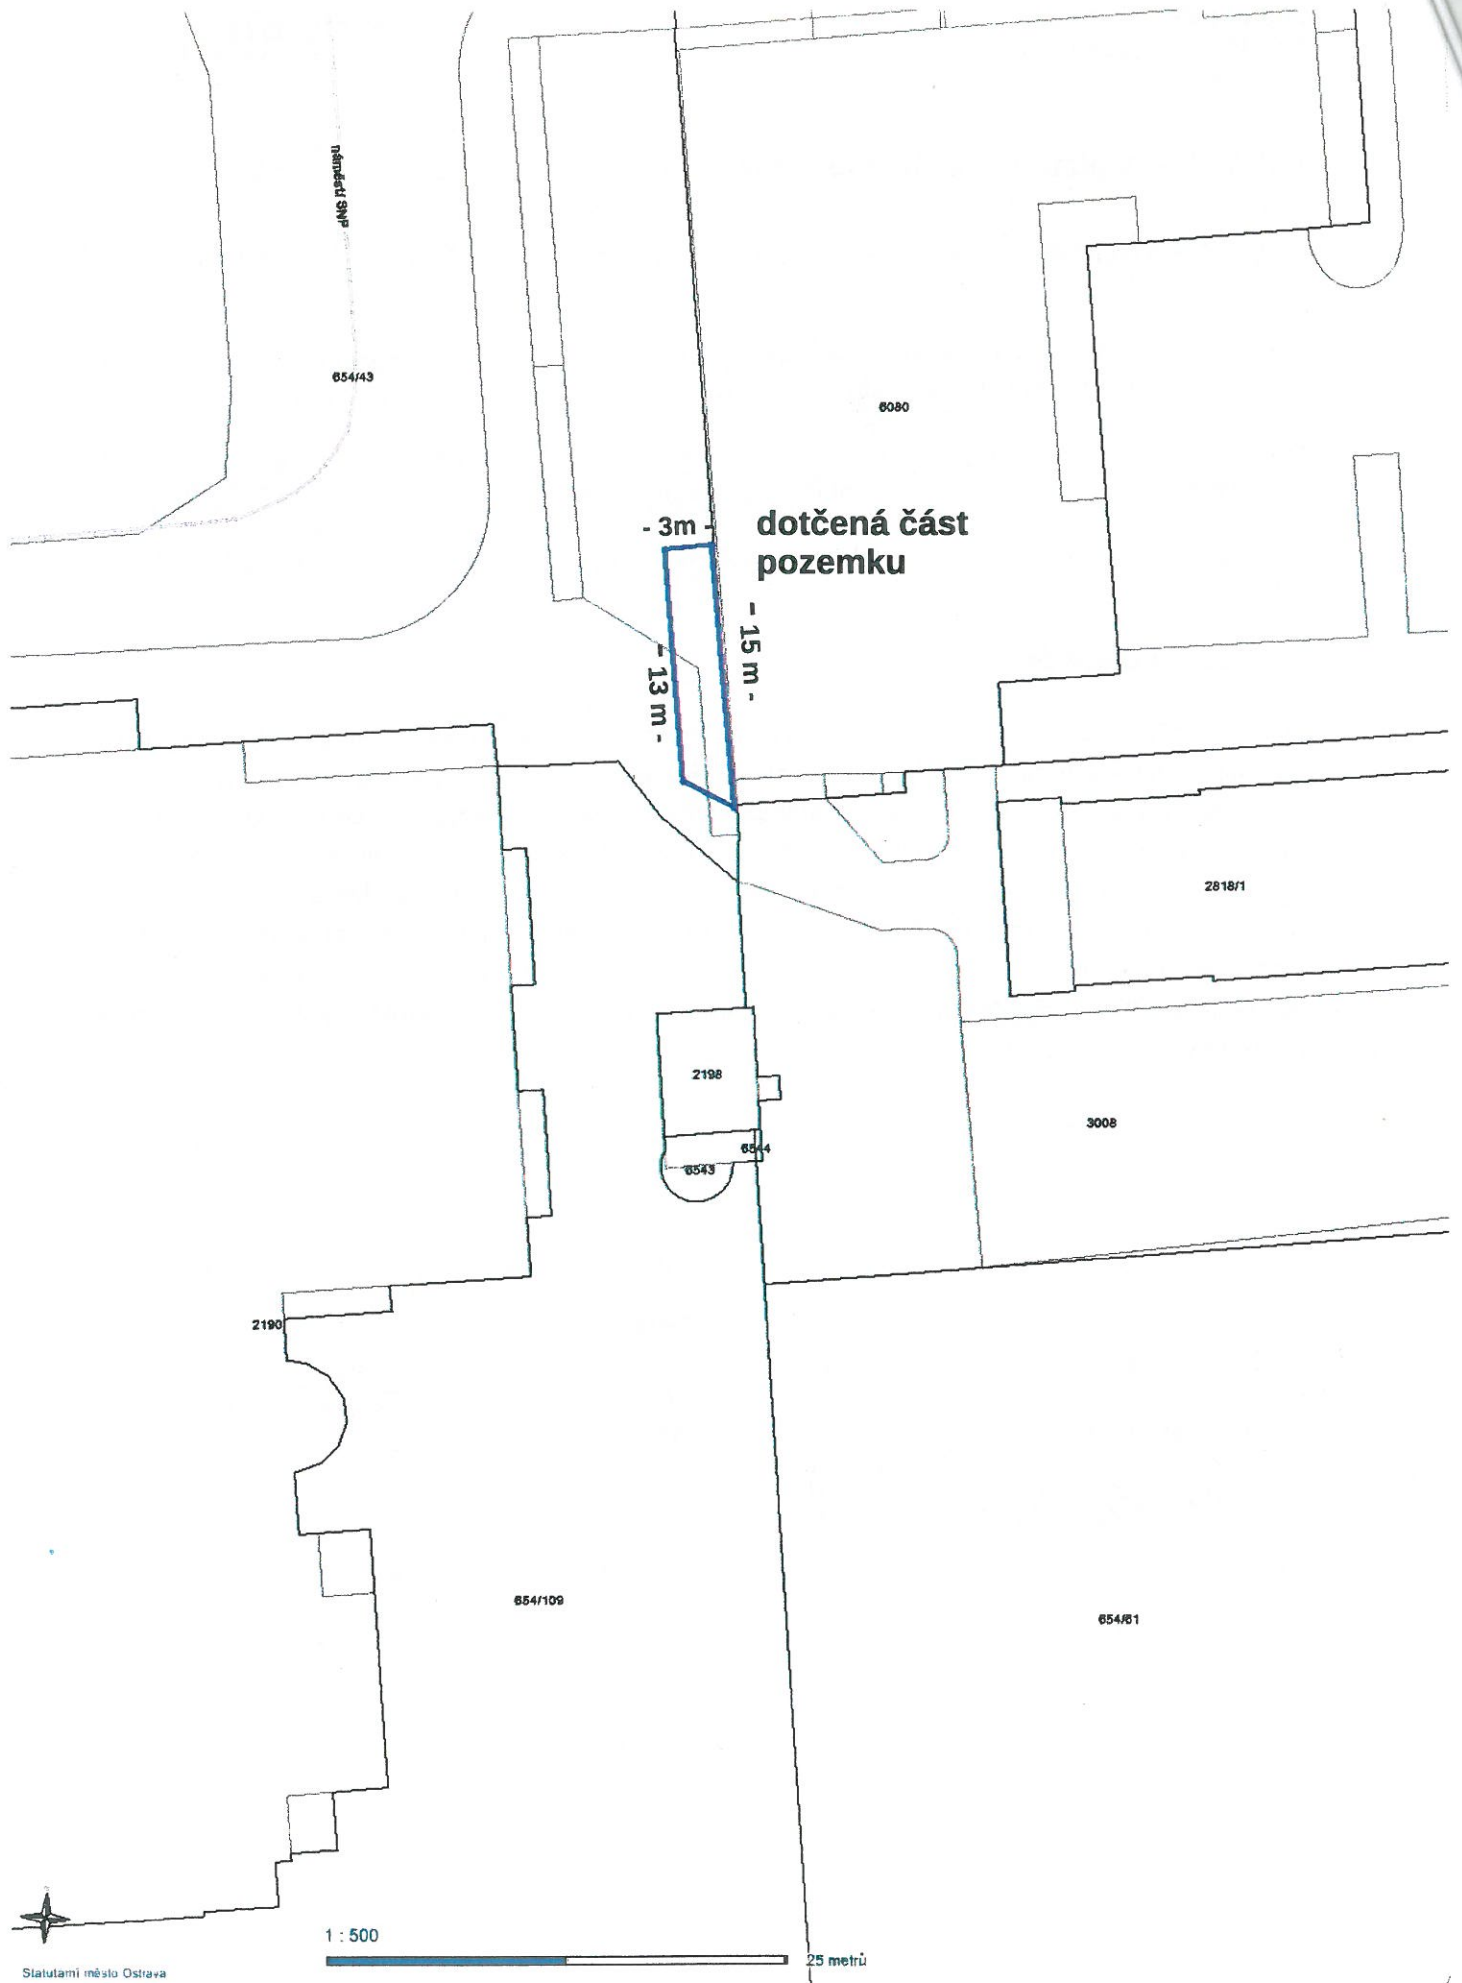 náměstí SNP
654/43
6080
- 3m -
dotčená část
pozemku
- 15 m -
- 13 m -
2818/1
2198
3008
6544
6543
2190
654/109
654/61
1 : 500
25 metrů
Statutární město Ostrava